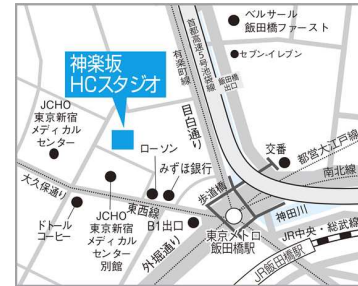 ベルサール
飯田橋ファースト
セブン-イレブン
首都高速5号池袋線
飯田橋
出口
有楽町線
目白通り
神楽坂
HCスタジオ
JCHO
東京新宿
メディカル
センター
ローソン
みずほ銀行
交番
都営大江戸線
南北線
大久保通り
東西線
歩道橋
神田川
ドトール
コーヒー
JCHO
東京新宿
メディカル
センター
別館
B1出口
外堀通り
東京メトロ
飯田橋駅
JR中央・総武線
JR飯田橋駅